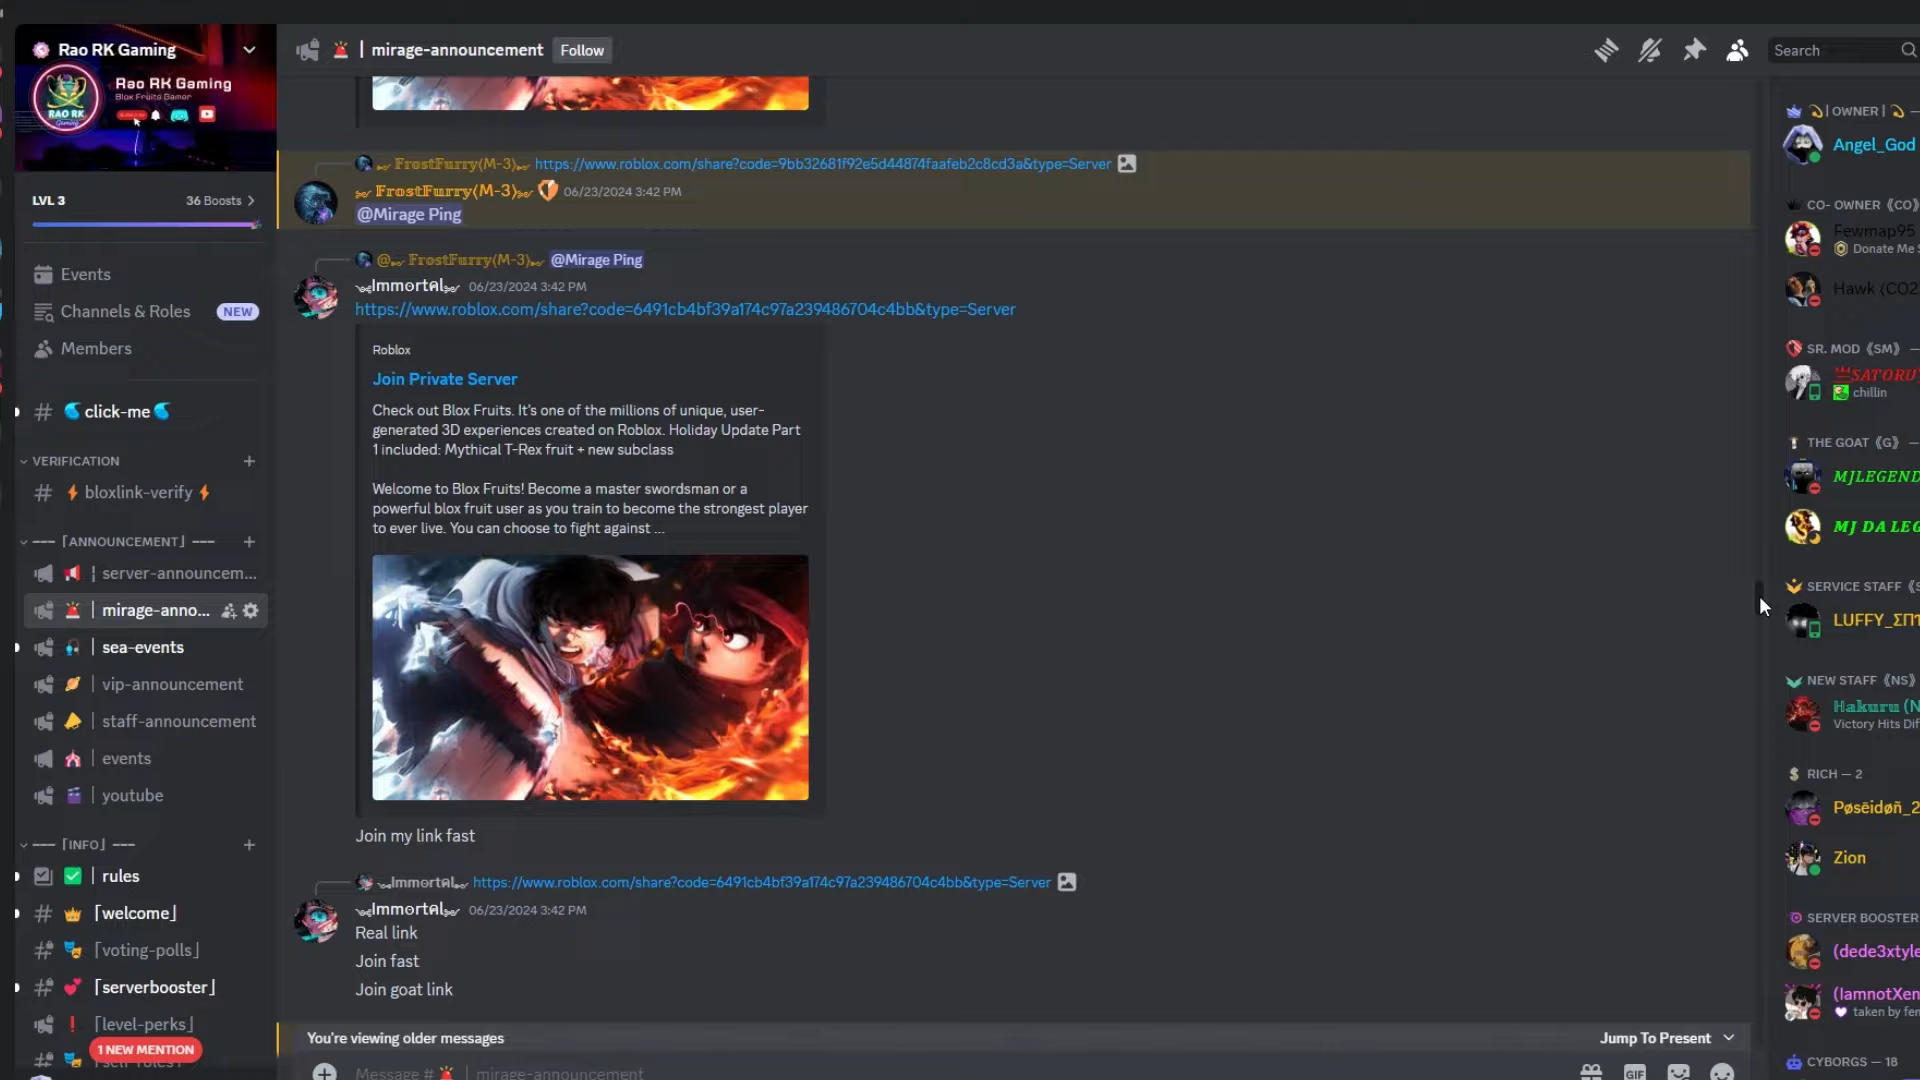 Rao RK Gaming
Rao RK Gaming
Blox Fruits Gamer
RAO RK
Gaming
LVL 3
36 Boosts
Events
Channels & Roles
NEW
Members
click-me
VERIFICATION
bloxlink-verify
「ANNOUNCEMENT」
server-announcem...
mirage-anno...
sea-events
vip-announcement
staff-announcement
events
youtube
「INFO」
rules
「welcome」
「voting-polls」
「serverbooster」
「level-perks」
1 NEW MENTION
| mirage-announcement
Follow
Search
FrostFurry(M-3) https://www.roblox.com/share?code=9bb32681f92e5d44874faafeb2c8cd3a&type=Server
FrostFurry(M-3) 06/23/2024 3:42 PM
@Mirage Ping
@ FrostFurry(M-3) @Mirage Ping
Immortal 06/23/2024 3:42 PM
https://www.roblox.com/share?code=6491cb4bf39a174c97a239486704c4bb&type=Server
Roblox
Join Private Server
Check out Blox Fruits. It's one of the millions of unique, user-
generated 3D experiences created on Roblox. Holiday Update Part
1 included: Mythical T-Rex fruit + new subclass
Welcome to Blox Fruits! Become a master swordsman or a
powerful blox fruit user as you train to become the strongest player
to ever live. You can choose to fight against ...
Join my link fast
Immortal https://www.roblox.com/share?code=6491cb4bf39a174c97a239486704c4bb&type=Server
Immortal 06/23/2024 3:42 PM
Real link
Join fast
Join goat link
You're viewing older messages
Jump To Present
Message # | mirage-announcement
GIF
| OWNER | —
Angel_God
CO- OWNER 《CO》
Fewmap95
Donate Me
Hawk (CO2
SR. MOD 《SM》 —
SATORU
chillin
THE GOAT 《G》 —
MJLEGEND
MJ DA LEG
SERVICE STAFF 《S
LUFFY_ΣΠ
NEW STAFF 《NS》
Hakuru (N
Victory Hits Dif
RICH — 2
Pøsēidøñ_2
Zion
SERVER BOOSTER
(dede3xtyle
(IamnotXen
taken by fem
CYBORGS — 18